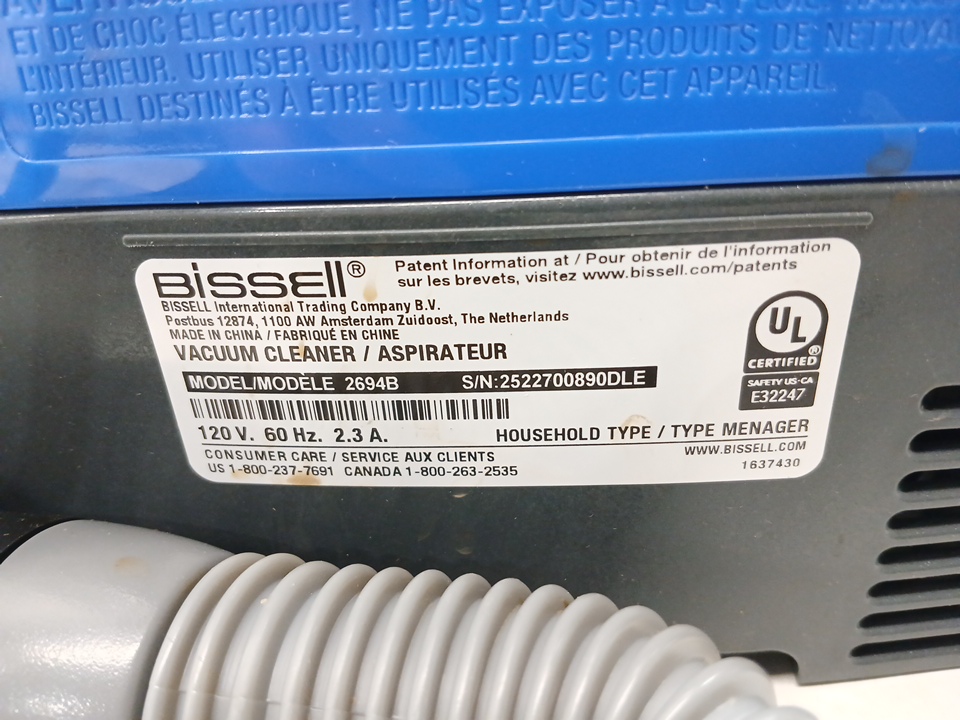 ET DE CHOC ÉLECTRIQUE, NE PAS EXPOSER À LA PLUIE.
L'INTÉRIEUR. UTILISER UNIQUEMENT DES PRODUITS DE
BISSELL DESTINÉS À ÊTRE UTILISÉS AVEC CET APPAREIL.
BISSELL®
Patent Information at / Pour obtenir de l'information
sur les brevets, visitez www.bissell.com/patents
BISSELL International Trading Company B.V.
Postbus 12874, 1100 AW Amsterdam Zuidoost, The Netherlands
MADE IN CHINA / FABRIQUÉ EN CHINE
VACUUM CLEANER / ASPIRATEUR
MODEL/MODÈLE 2694B S/N:2522700890DLE
120 V. 60 Hz. 2.3 A.
HOUSEHOLD TYPE / TYPE MENAGER
CONSUMER CARE / SERVICE AUX CLIENTS
US 1-800-237-7691 CANADA 1-800-263-2535
WWW.BISSELL.COM
1637430
UL
CERTIFIED®
SAFETY US-CA
E32247